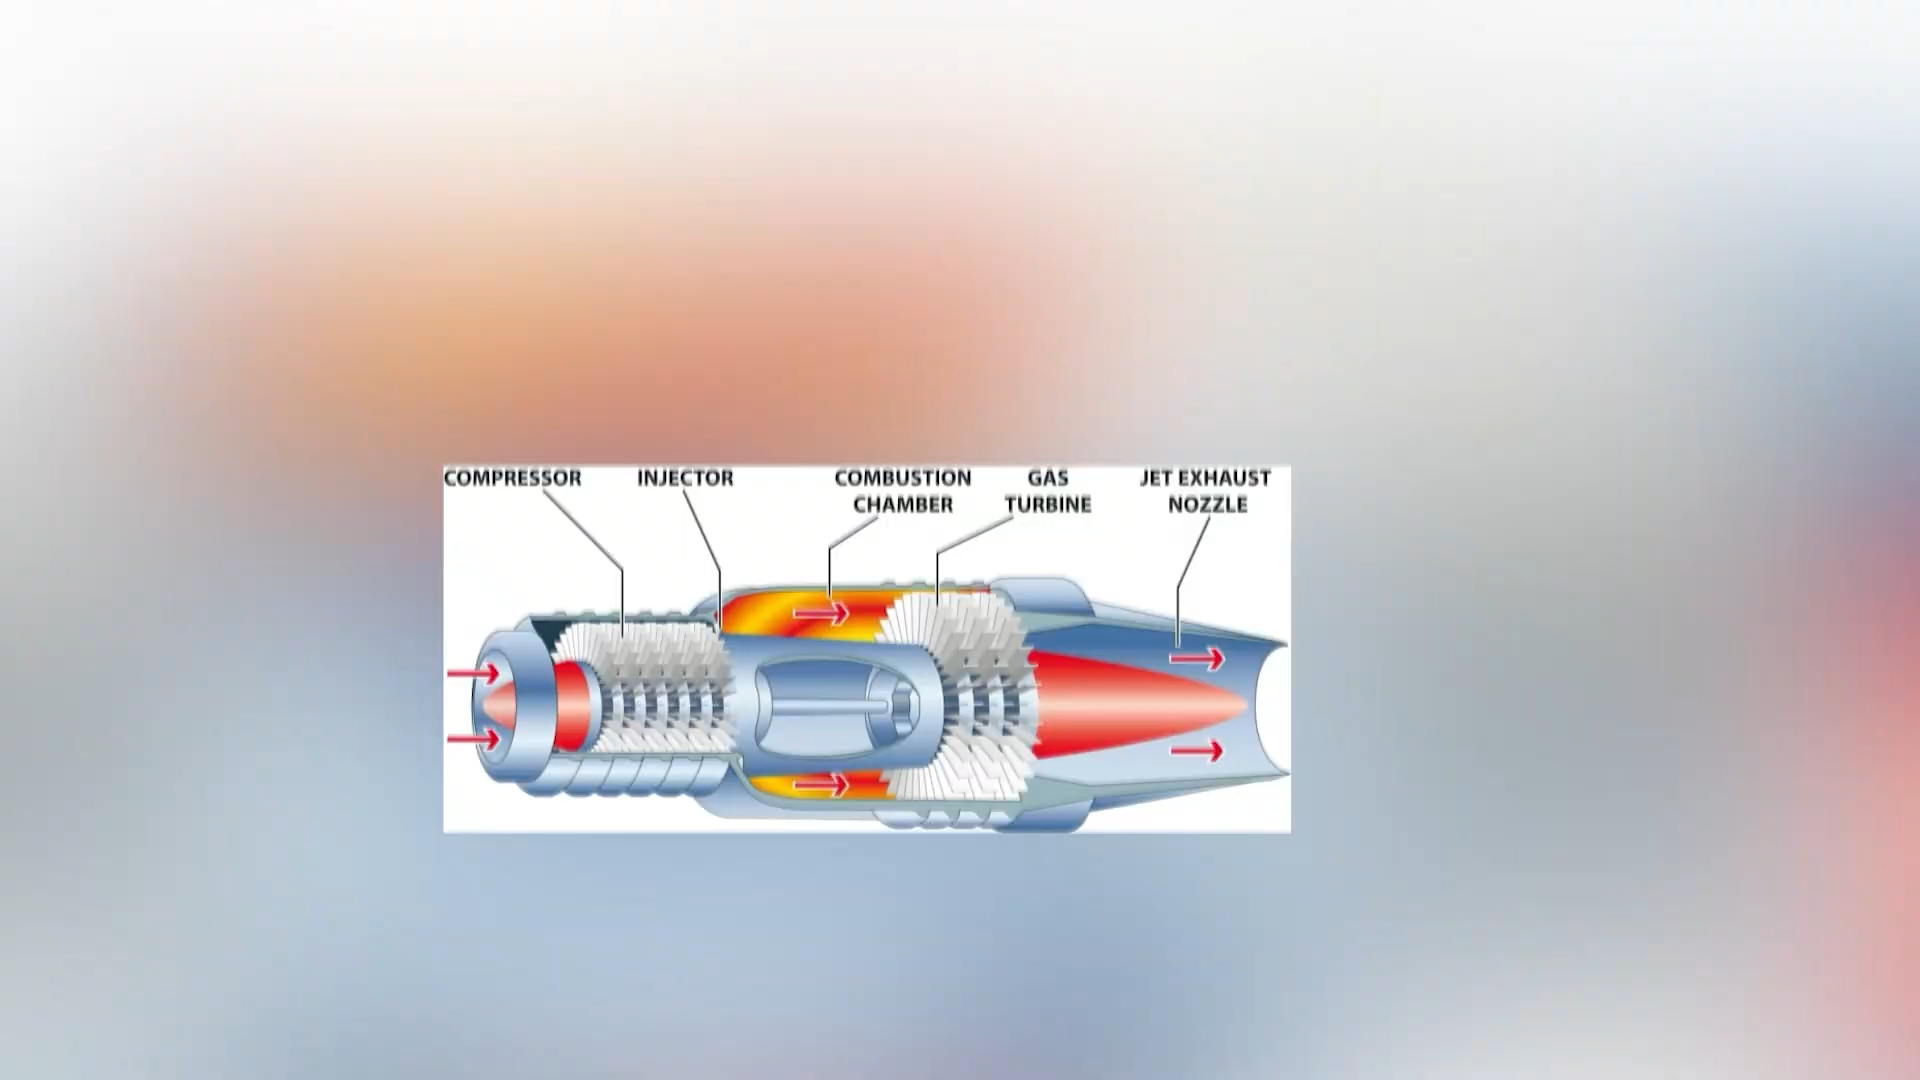 COMPRESSOR
INJECTOR
COMBUSTION
CHAMBER
GAS
TURBINE
JET EXHAUST
NOZZLE